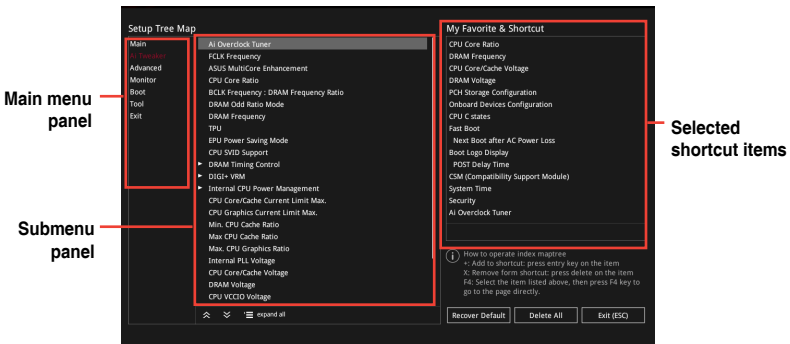 Setup Tree Map
Main
Ai Tweaker
Advanced
Monitor
Boot
Tool
Exit
Main menu
panel
Submenu
panel
Ai Overclock Tuner
FCLK Frequency
ASUS MultiCore Enhancement
CPU Core Ratio
BCLK Frequency : DRAM Frequency Ratio
DRAM Odd Ratio Mode
DRAM Frequency
TPU
EPU Power Saving Mode
CPU SVID Support
DRAM Timing Control
DIGI+ VRM
Internal CPU Power Management
CPU Core/Cache Current Limit Max.
CPU Graphics Current Limit Max.
Min. CPU Cache Ratio
Max CPU Cache Ratio
Max. CPU Graphics Ratio
Internal PLL Voltage
CPU Core/Cache Voltage
DRAM Voltage
CPU VCCIO Voltage
expand all
My Favorite & Shortcut
CPU Core Ratio
DRAM Frequency
CPU Core/Cache Voltage
DRAM Voltage
PCH Storage Configuration
Onboard Devices Configuration
CPU C states
Fast Boot
Next Boot after AC Power Loss
Boot Logo Display
POST Delay Time
CSM (Compatibility Support Module)
System Time
Security
Ai Overclock Tuner
Selected
shortcut items
How to operate index maptree
+: Add to shortcut: press entry key on the item
X: Remove form shortcut: press delete on the item
F4: Select the item listed above, then press F4 key to
go to the page directly.
Recover Default
Delete All
Exit (ESC)